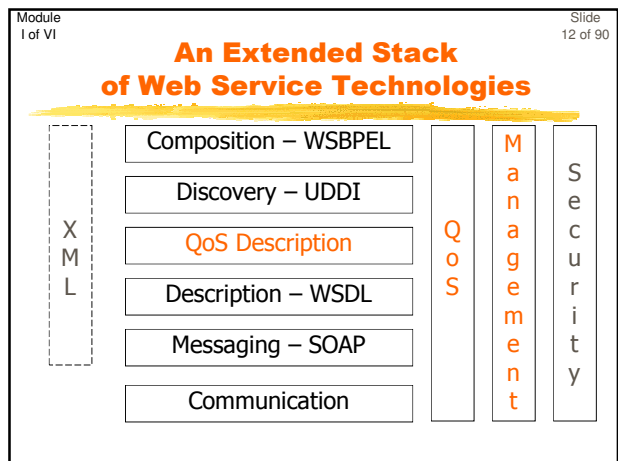 Module
I of VI
Slide
12 of 90
An Extended Stack
of Web Service Technologies
XML
Composition – WSBPEL
Discovery – UDDI
QoS Description
Description – WSDL
Messaging – SOAP
Communication
QoS
Management
Security